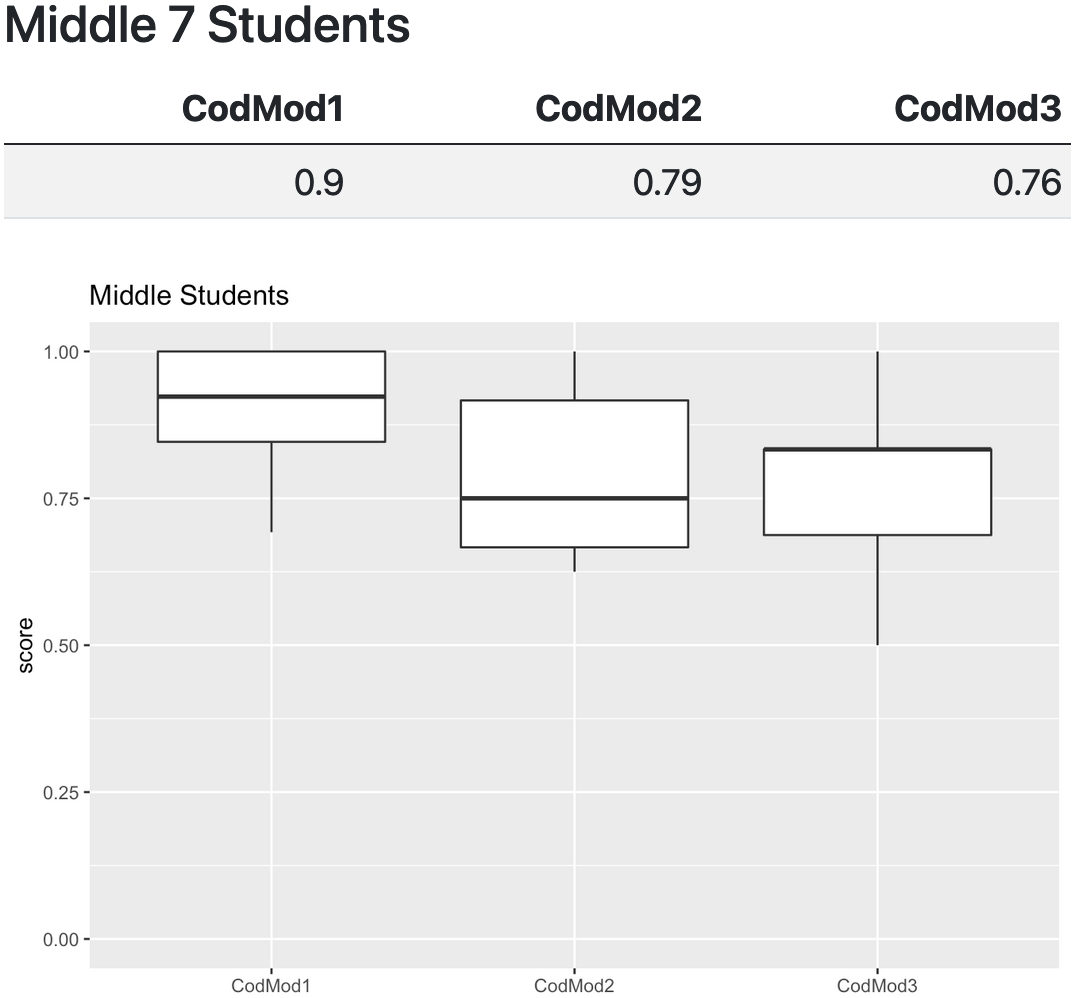 Middle 7 Students
CodMod1 CodMod2 CodMod3
0.9 0.79 0.76
Middle Students
1.00
0.75
0.50
0.25
0.00
score
CodMod1 CodMod2 CodMod3